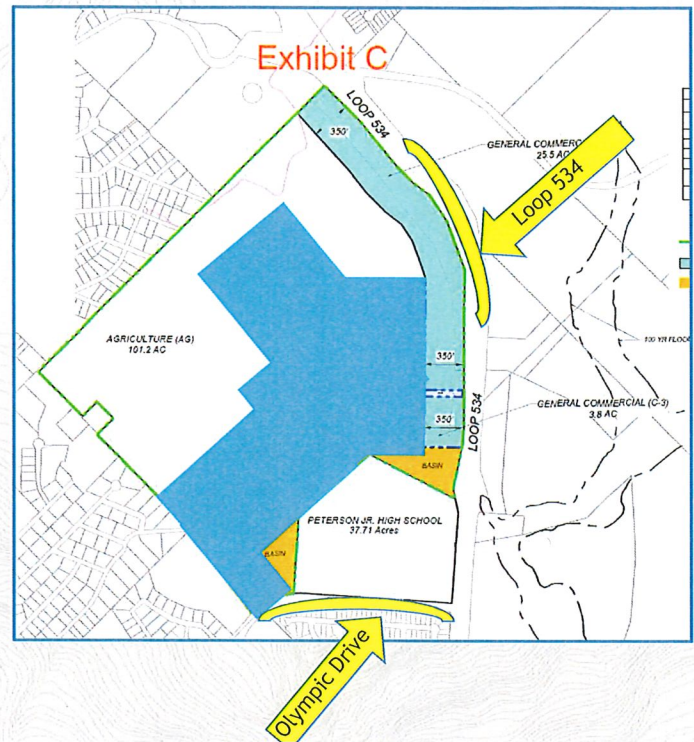 Exhibit C
LOOP 534
350'
GENERAL COMMERC
25.5 AC
Loop 534
AGRICULTURE (AG)
101.2 AC
100 YR FLOO
350'
GENERAL COMMERCIAL (C-3)
3.8 AC
350'
LOOP 534
BASIN
PETERSON JR. HIGH SCHOOL
37.71 Acres
BASIN
Olympic Drive